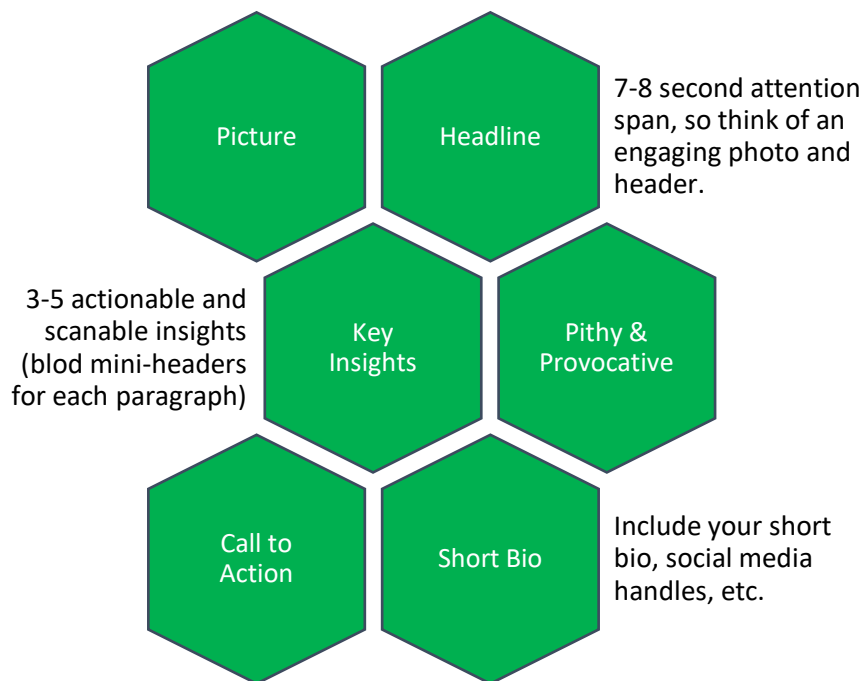 Picture
Headline
7-8 second attention
span, so think of an
engaging photo and
header.
3-5 actionable and
scanable insights
(blod mini-headers
for each paragraph)
Key
Insights
Pithy &
Provocative
Call to
Action
Short Bio
Include your short
bio, social media
handles, etc.